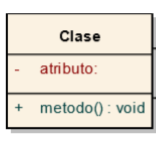 Clase
- atributo:
+ metodo() : void